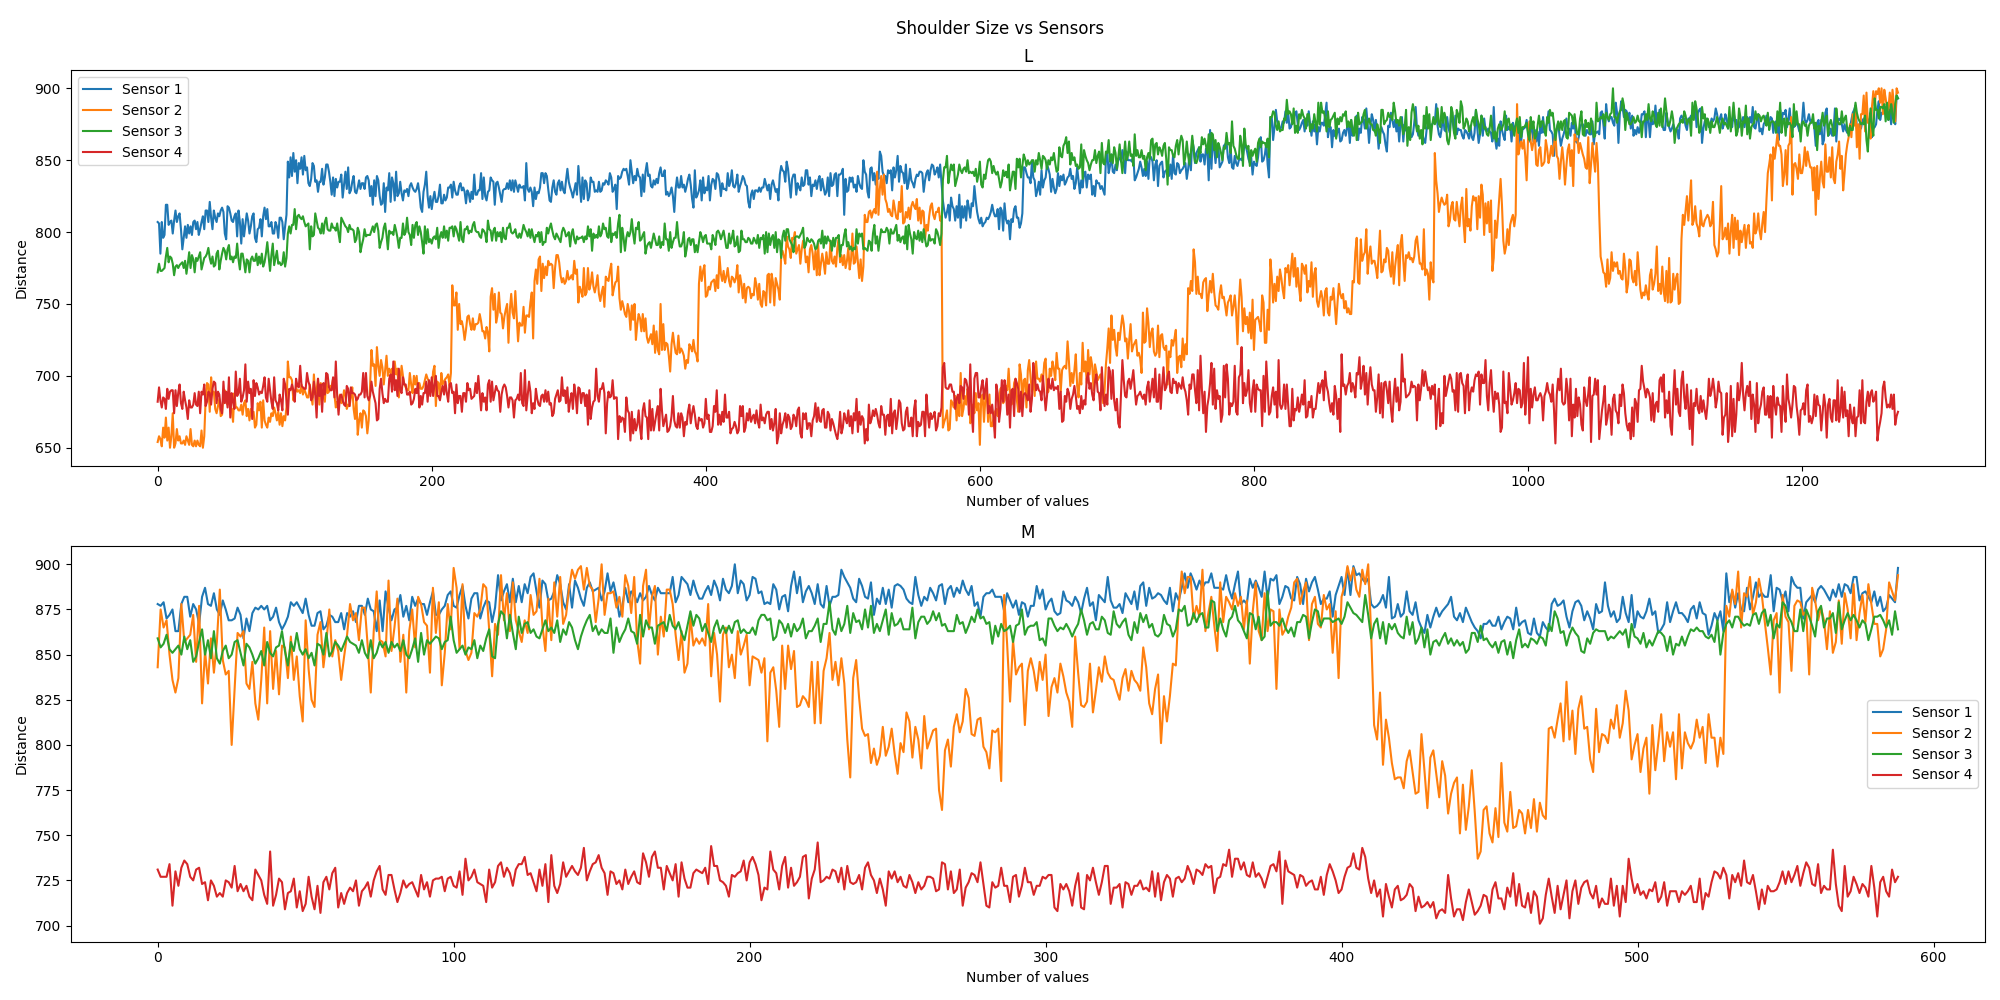 Shoulder Size vs Sensors
L
Sensor 1
Sensor 2
Sensor 3
Sensor 4
Distance
900
850
800
750
700
650
0 200 400 600 800 1000 1200
Number of values
M
Sensor 1
Sensor 2
Sensor 3
Sensor 4
Distance
900
875
850
825
800
775
750
725
700
0 100 200 300 400 500 600
Number of values